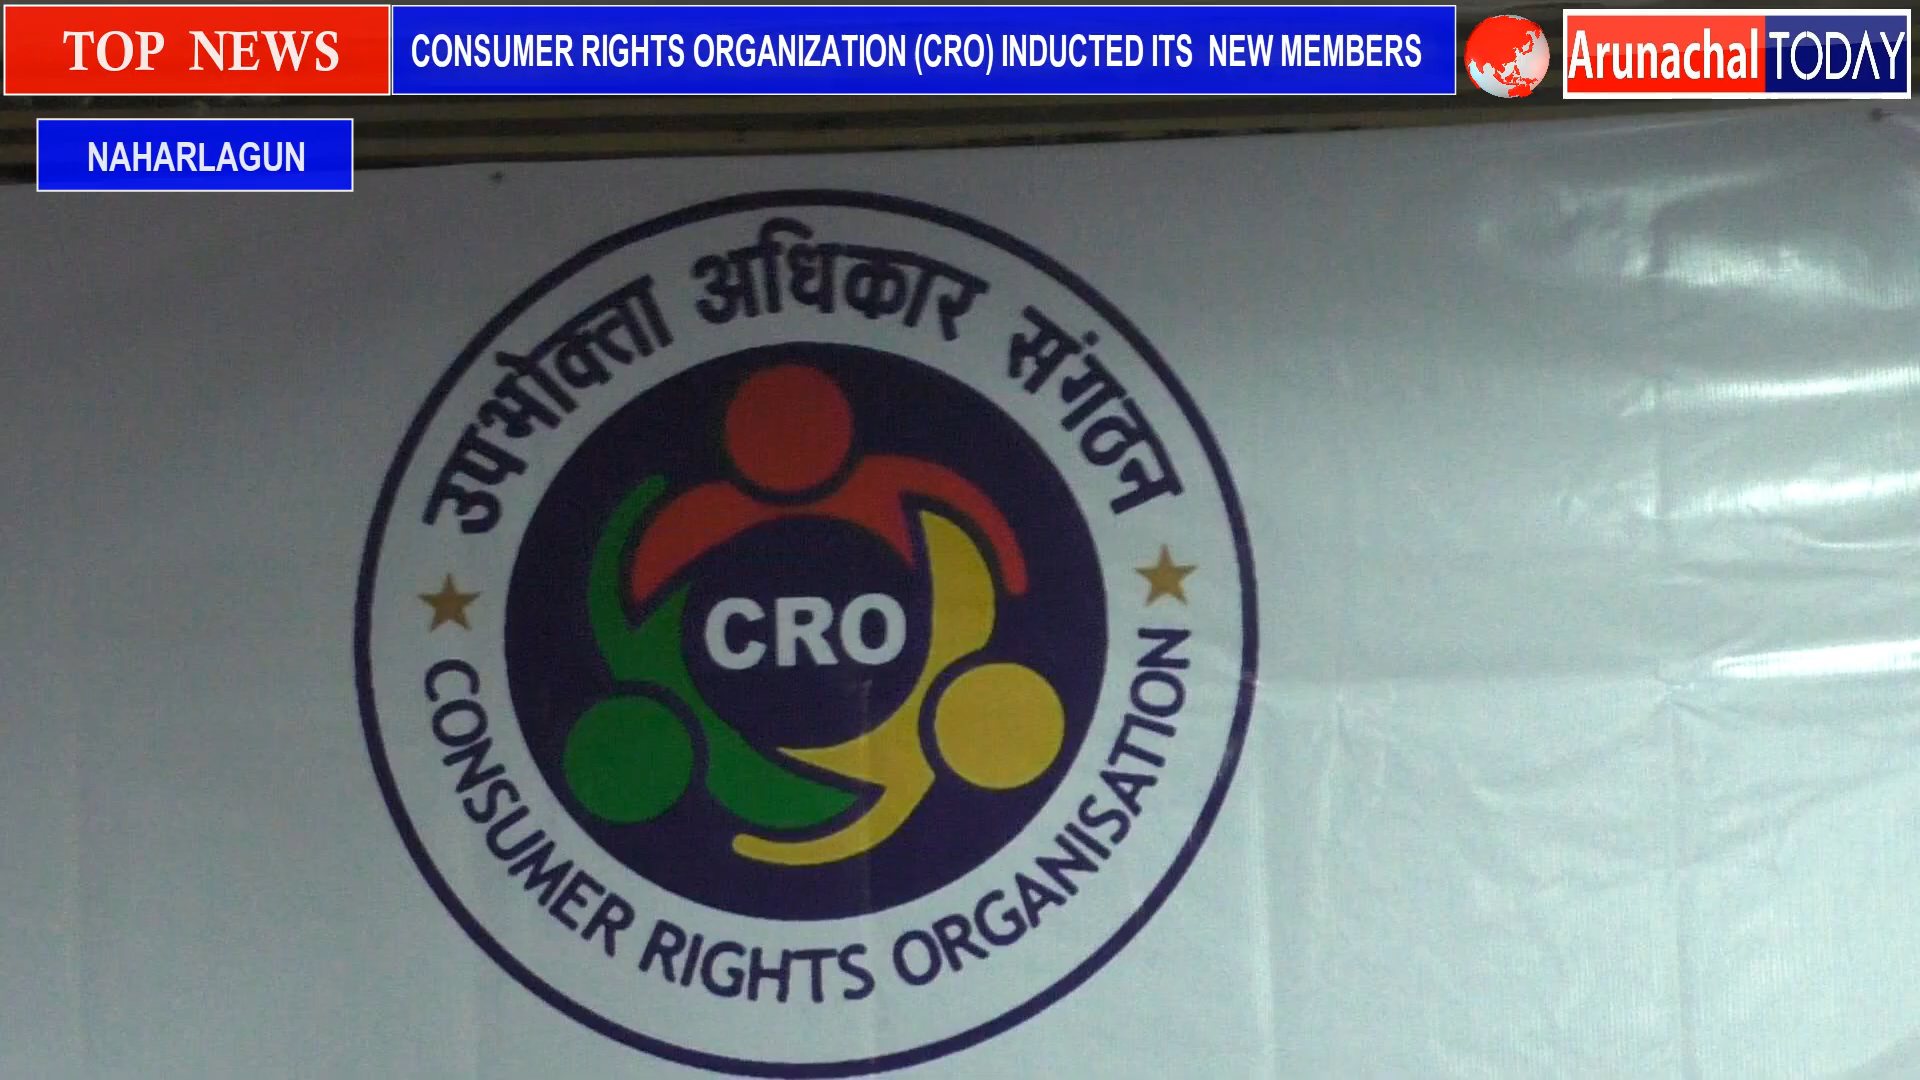 TOP NEWS
CONSUMER RIGHTS ORGANIZATION (CRO) INDUCTED ITS NEW MEMBERS
Arunachal TODAY
NAHARLAGUN
उपभोक्ता अधिकार संगठन
CRO
CONSUMER RIGHTS ORGANISATION